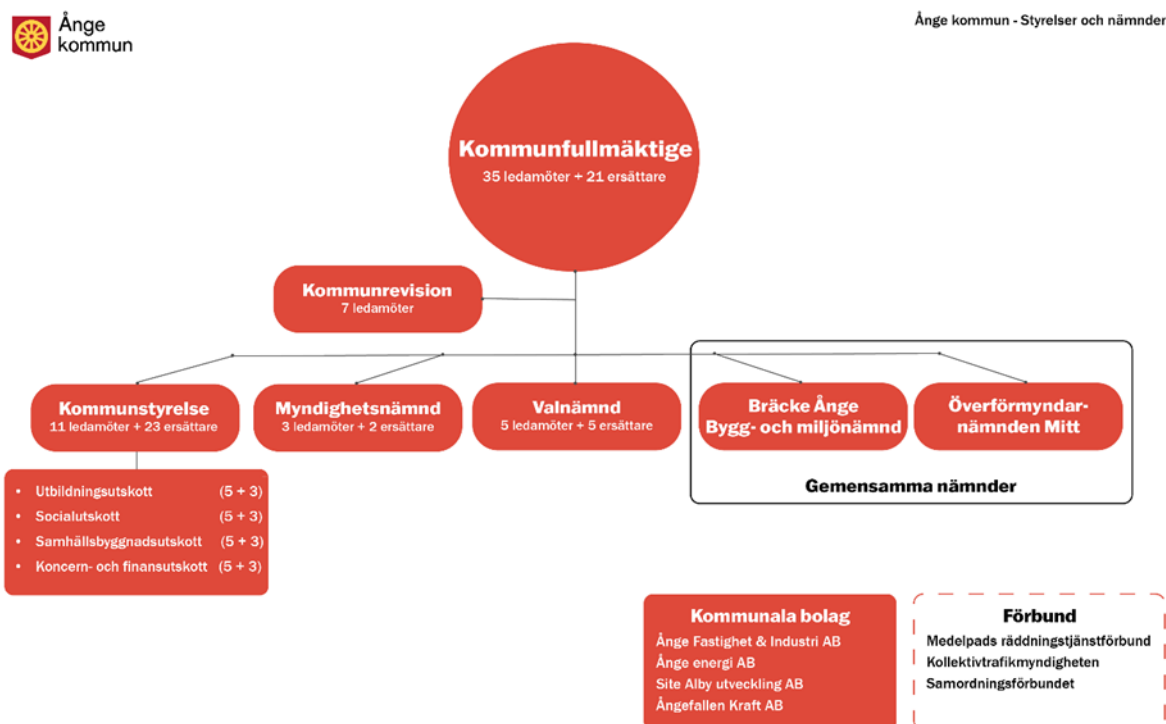 Ånge
kommun
Ånge kommun - Styrelser och nämnder
Kommunfullmäktige
35 ledamöter + 21 ersättare
Kommunrevision
7 ledamöter
Kommunstyrelse
11 ledamöter + 23 ersättare
Myndighetsnämnd
3 ledamöter + 2 ersättare
Valnämnd
5 ledamöter + 5 ersättare
Bräcke Ånge
Bygg- och miljönämnd
Överförmyndar-
nämnden Mitt
Gemensamma nämnder
• Utbildningsutskott (5 + 3)
• Socialutskott (5 + 3)
• Samhällsbyggnadsutskott (5 + 3)
• Koncern- och finsutskott (5 + 3)
Kommunala bolag
Ånge Fastighet & Industri AB
Ånge energi AB
Site Alby utveckling AB
Ångefallen Kraft AB
Förbund
Medelpads räddningstjänstförbund
Kollektivtrafikmyndigheten
Samordningsförbundet